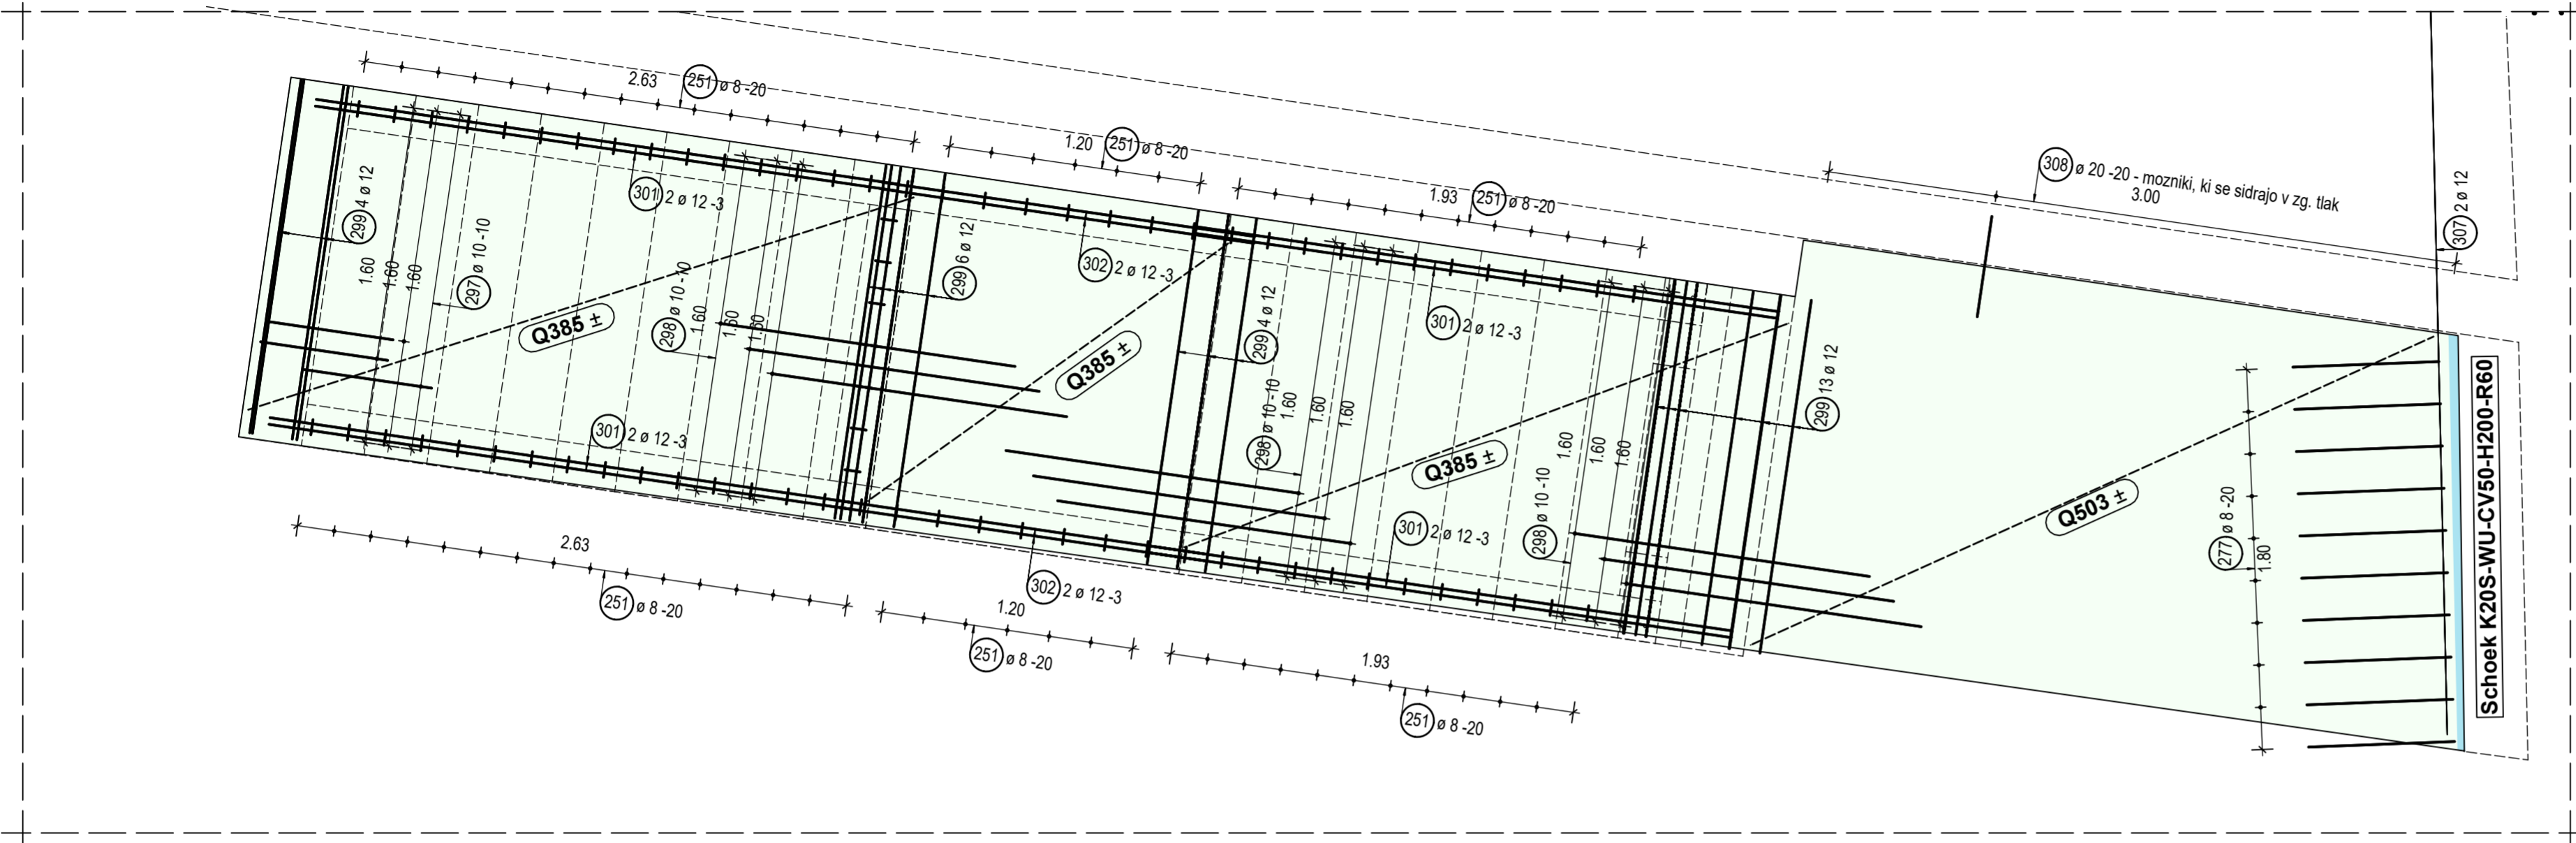 2.63
251 ø 8 -20
1.20
251 ø 8 -20
1.93
251 ø 8 -20
308 ø 20 -20 - mozniki, ki se sidrajo v zg. tlak
3.00
307 2 ø 12
299 4 ø 12
1.60
1.60
1.60
297 ø 10 -10
301 2 ø 12 -3
Q385 ±
298 ø 10 -10
1.60
1.60
1.60
299 6 ø 12
302 2 ø 12 -3
Q385 ±
299 4 ø 12
301 2 ø 12 -3
298 ø 10 -10
1.60
1.60
1.60
Q385 ±
299 13 ø 12
298 ø 10 -10
1.60
1.60
1.60
301 2 ø 12 -3
301 2 ø 12 -3
302 2 ø 12 -3
Q503 ±
277 ø 8 -20
1.80
Schoek K20S-WU-CV50-H200-R60
2.63
251 ø 8 -20
1.20
251 ø 8 -20
1.93
251 ø 8 -20